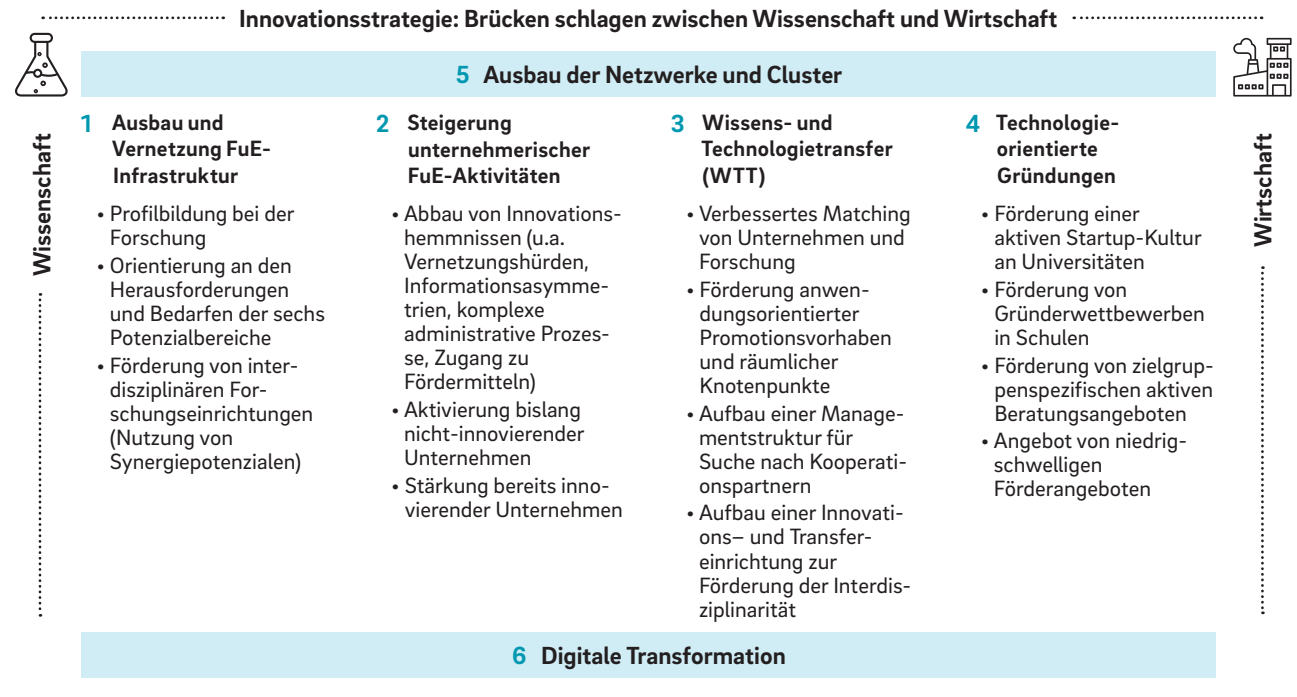 Innovationsstrategie: Brücken schlagen zwischen Wissenschaft und Wirtschaft
5 Ausbau der Netzwerke und Cluster
Wissenschaft
1 Ausbau und
Vernetzung FuE-
Infrastruktur
• Profilbildung bei der
Forschung
• Orientierung an den
Herausforderungen
und Bedarfen der sechs
Potenzialbereiche
• Förderung von inter-
disziplinären For-
schungseinrichtungen
(Nutzung von
Synergiepotenzialen)
2 Steigerung
unternehmerischer
FuE-Aktivitäten
• Abbau von Innovations-
hemmnissen (u.a.
Vernetzungshürden,
Informationsasymme-
trien, komplexe
administrative Prozes-
se, Zugang zu
Fördermitteln)
• Aktivierung bislang
nicht-innovierender
Unternehmen
• Stärkung bereits inno-
vierender Unternehmen
3 Wissens- und
Technologietransfer
(WTT)
• Verbessertes Matching
von Unternehmen und
Forschung
• Förderung anwen-
dungsorientierter
Promotionsvorhaben
und räumlicher
Knotenpunkte
• Aufbau einer Manage-
mentstruktur für
Suche nach Kooperati-
onspartnern
• Aufbau einer Innovati-
ons– und Transfer-
einrichtung zur
Förderung der Interdis-
ziplinarität
4 Technologie-
orientierte
Gründungen
• Förderung einer
aktiven Startup-Kultur
an Universitäten
• Förderung von
Gründerwettbewerben
in Schulen
• Förderung von zielgrup-
penspezifischen aktiven
Beratungsangeboten
• Angebot von niedrig-
schwelligen
Förderangeboten
Wirtschaft
6 Digitale Transformation